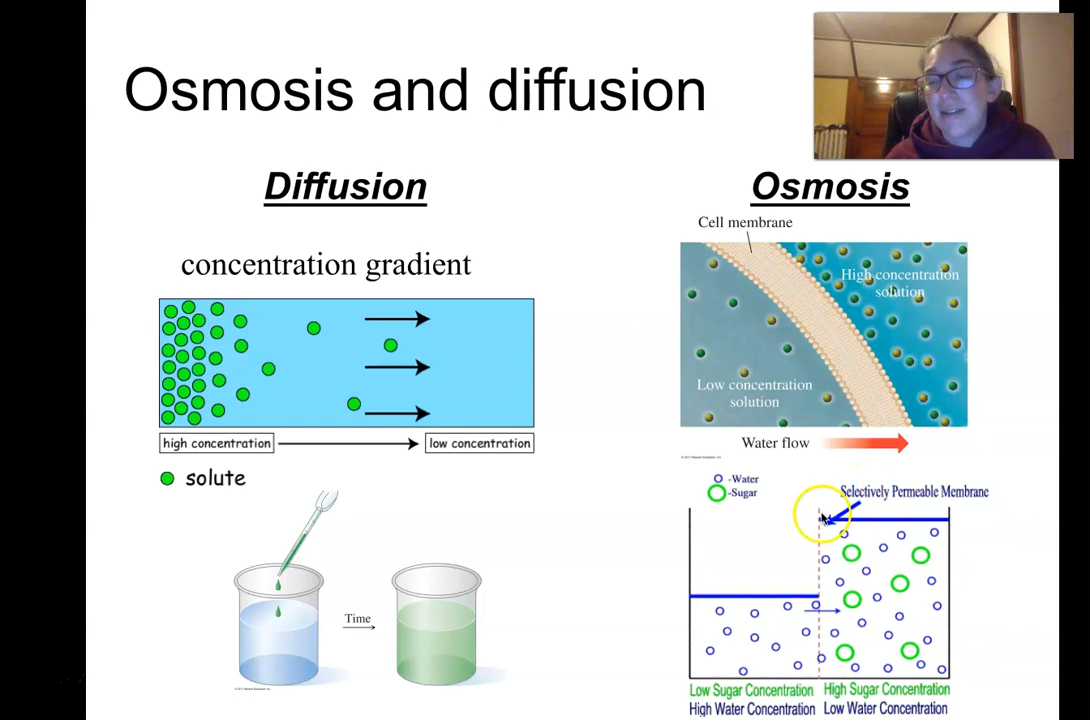 Osmosis and diffusion
Diffusion
concentration gradient
high concentration
low concentration
solute
Time
Osmosis
Cell membrane
High concentration
solution
Low concentration
solution
Water flow
-Water
-Sugar
Selectively Permeable Membrane
Low Sugar Concentration
High Water Concentration
High Sugar Concentration
Low Water Concentration